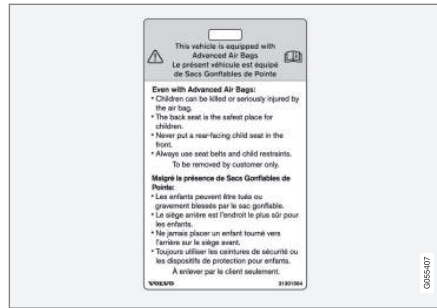 This vehicle is equipped with
Advanced Air Bags
Le présent véhicule est équipé
de Sacs Gonflables de Pointe
Even with Advanced Air Bags:
• Children can be killed or seriously injured by
the air bag.
• The back seat is the safest place for
children.
• Never put a rear-facing child seat in the
front.
• Always use seat belts and child restraints.
To be removed by customer only.
Malgré la présence de Sacs Gonflables de
Pointe:
• Les enfants peuvent être tués ou
gravement blessés par le sac gonflable.
• Le siège arrière est l'endroit le plus sûr pour
les enfants.
• Ne jamais placer un enfant tourné vers
l'arrière sur le siège avant.
• Toujours utiliser les ceintures de sécurité ou
les dispositifs de protection pour enfants.
À enlever par le client seulement.
VOLVO 31301564
G055407